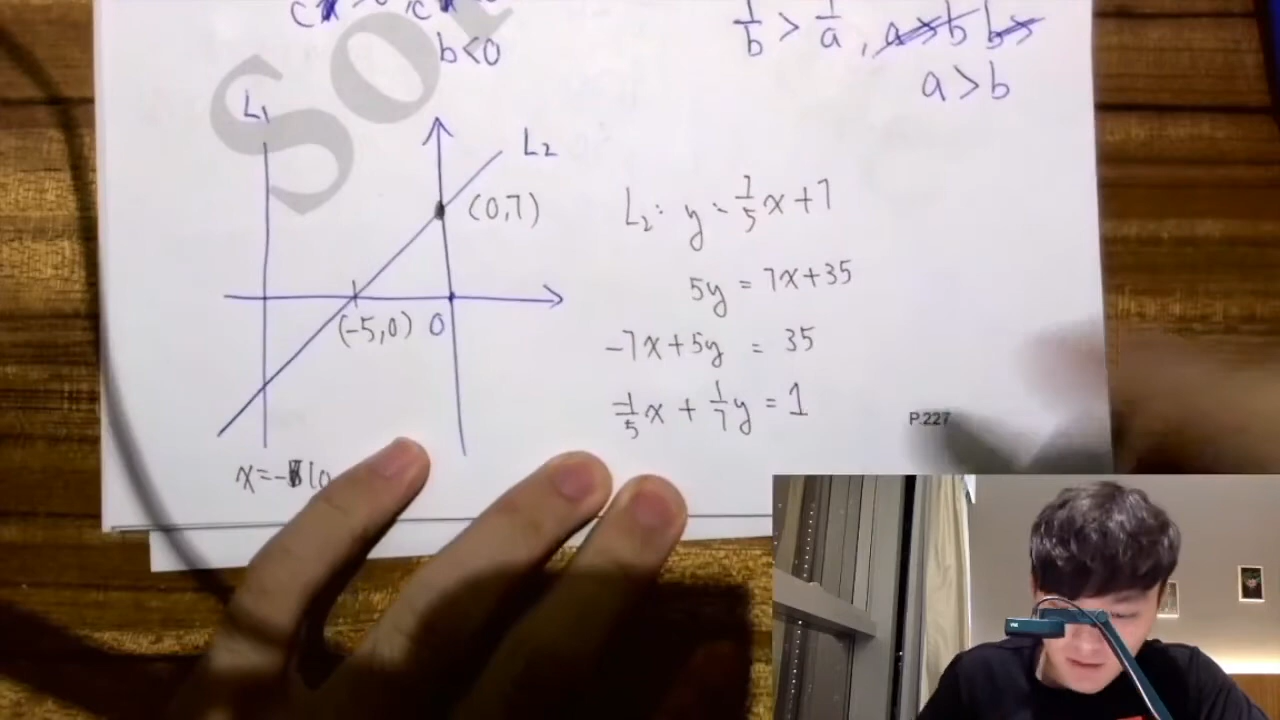 b<0
1/b > 1/a ,
a>b
L₁
L₂
(0,7)
(-5,0) 0
L₂: y = 7/5x+7
5y = 7x+35
-7x+5y = 35
-1/5x + 1/7y = 1
P.227
x=-10